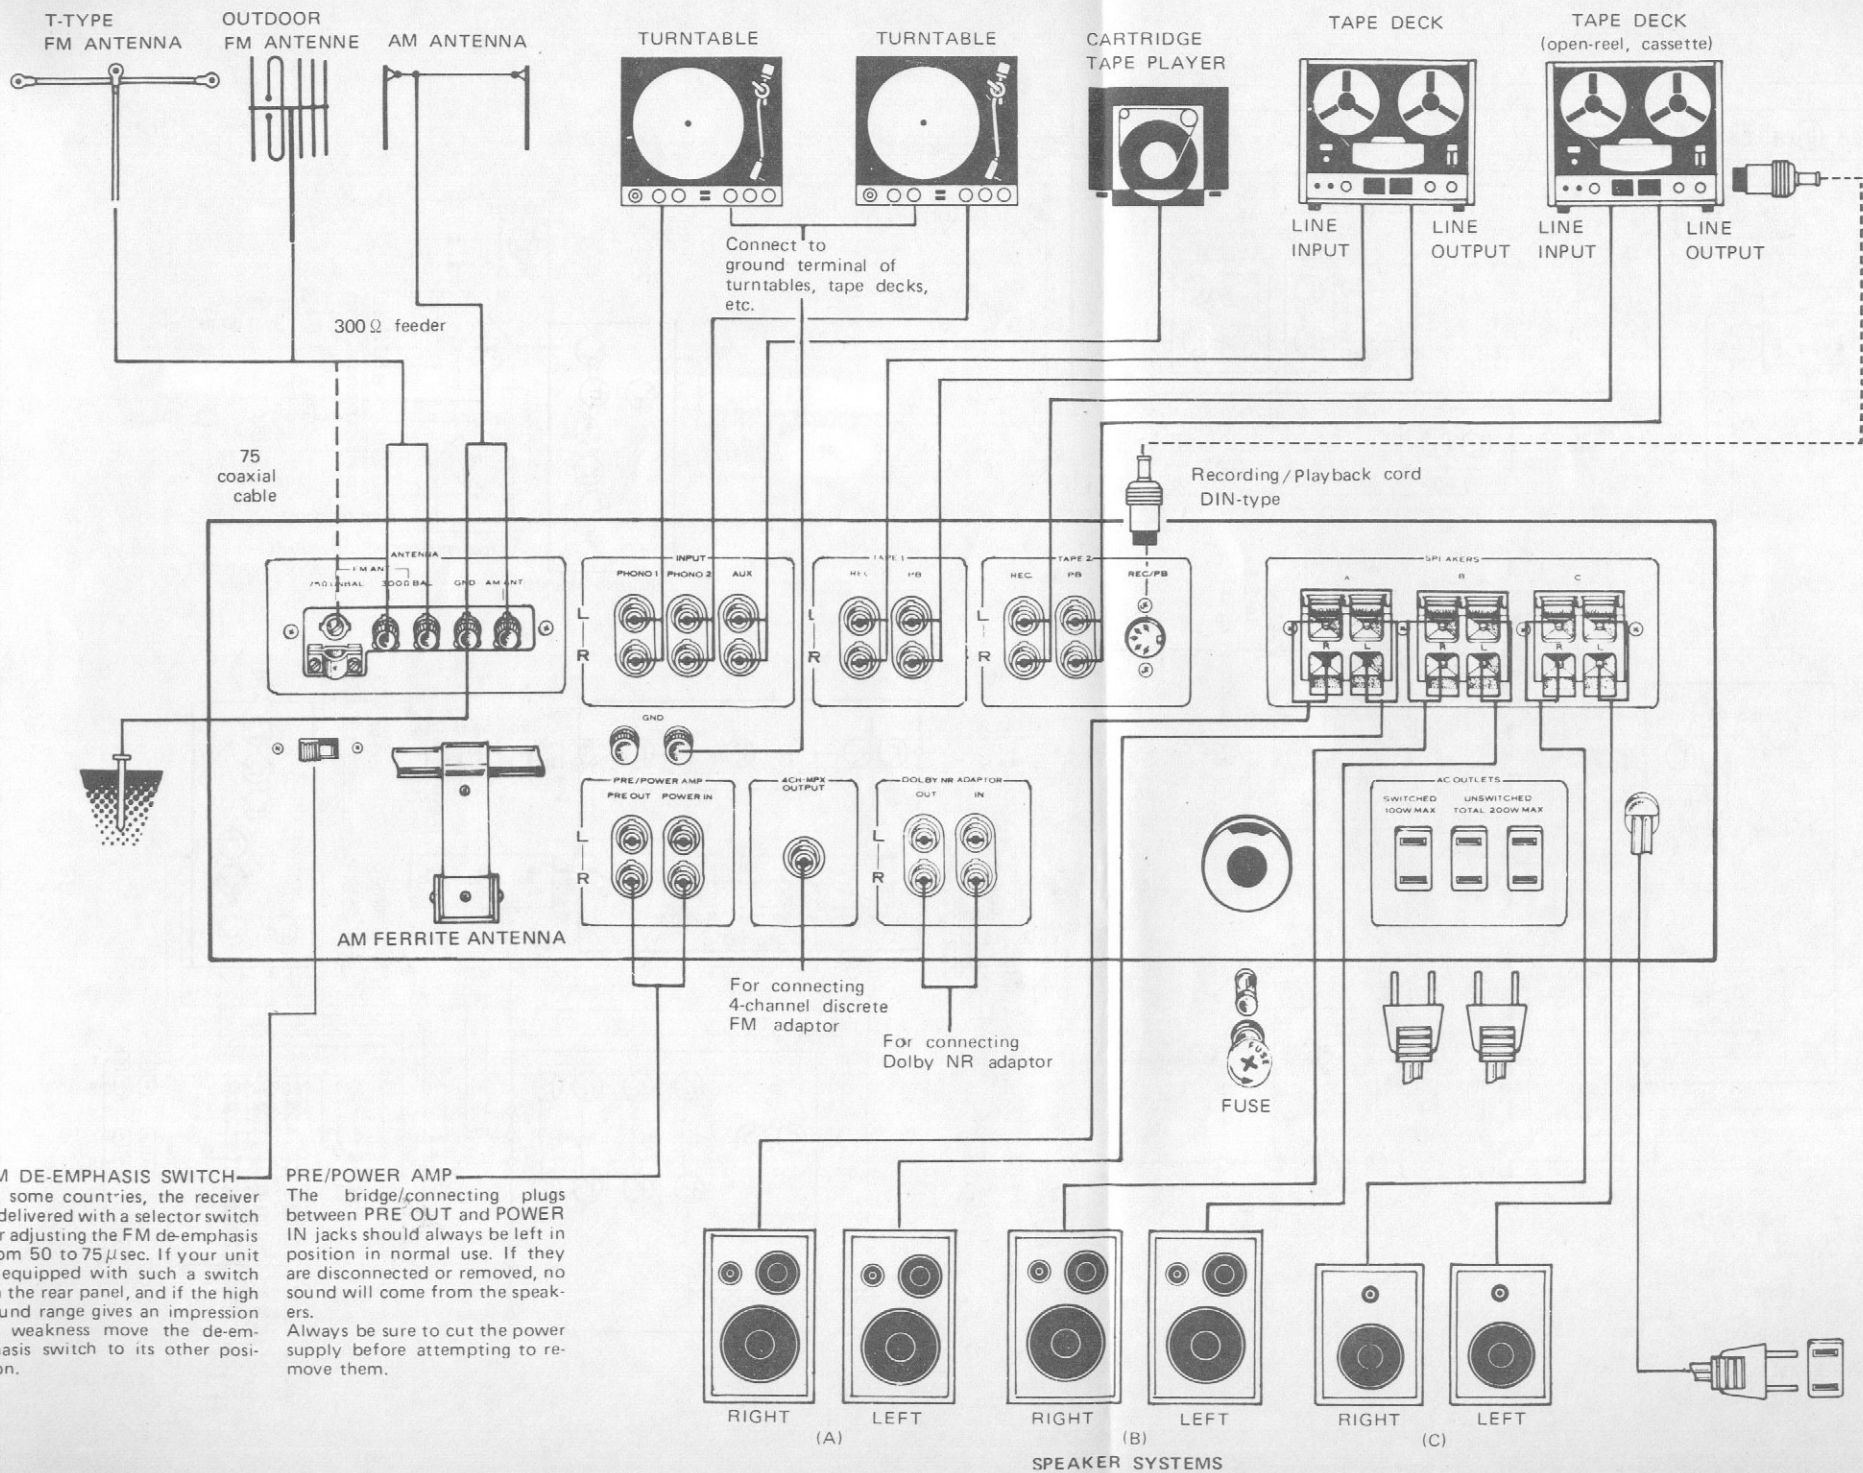 T-TYPE
FM ANTENNA
OUTDOOR
FM ANTENNE
AM ANTENNA
TURNTABLE
TURNTABLE
CARTRIDGE
TAPE PLAYER
TAPE DECK
TAPE DECK
(open-reel, cassette)
LINE
INPUT
LINE
OUTPUT
LINE
INPUT
LINE
OUTPUT
Connect to
ground terminal of
turntables, tape decks,
etc.
300 Ω feeder
75
coaxial
cable
Recording/Playback cord
DIN-type
ANTENNA
FM ANT
75Ω UNBAL
300Ω BAL
GND
AM ANT
INPUT
PHONO 1
PHONO 2
AUX
L
R
TAPE 1
REC
PB
L
R
TAPE 2
REC
PB
REC/PB
L
R
SPEAKERS
A
B
C
R
L
R
L
R
L
GND
AM FERRITE ANTENNA
PRE/POWER AMP
PRE OUT
POWER IN
L
R
4CH-MPX
OUTPUT
DOLBY NR ADAPTOR
OUT
IN
L
R
AC OUTLETS
SWITCHED
100W MAX
UNSWITCHED
TOTAL 200W MAX
For connecting
4-channel discrete
FM adaptor
For connecting
Dolby NR adaptor
FUSE
FUSE
M DE-EMPHASIS SWITCH
some countries, the receiver
delivered with a selector switch
r adjusting the FM de-emphasis
om 50 to 75μsec. If your unit
equipped with such a switch
the rear panel, and if the high
und range gives an impression
weakness move the de-em-
hasis switch to its other posi-
on.
PRE/POWER AMP
The bridge/connecting plugs
between PRE OUT and POWER
IN jacks should always be left in
position in normal use. If they
are disconnected or removed, no
sound will come from the speak-
ers.
Always be sure to cut the power
supply before attempting to re-
move them.
RIGHT
LEFT
(A)
RIGHT
LEFT
(B)
RIGHT
LEFT
(C)
SPEAKER SYSTEMS